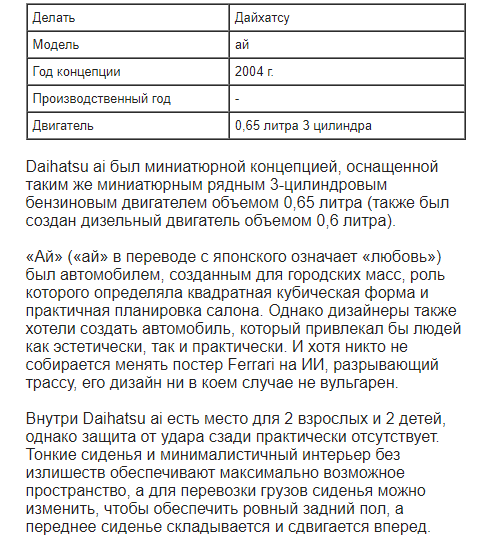 Делать Дайхатсу
Модель ай
Год концепции 2004 г.
Производственный год -
Двигатель 0,65 литра 3 цилиндра
Daihatsu ai был миниатюрной концепцией, оснащенной
таким же миниатюрным рядным 3-цилиндровым
бензиновым двигателем объемом 0,65 литра (также был
создан дизельный двигатель объемом 0,6 литра).
«Ай» («ай» в переводе с японского означает «любовь»)
был автомобилем, созданным для городских масс, роль
которого определяла квадратная кубическая форма и
практичная планировка салона. Однако дизайнеры также
хотели создать автомобиль, который привлекал бы людей
как эстетически, так и практически. И хотя никто не
собирается менять постер Ferrari на ИИ, разрывающий
трассу, его дизайн ни в коем случае не вульгарен.
Внутри Daihatsu ai есть место для 2 взрослых и 2 детей,
однако защита от удара сзади практически отсутствует.
Тонкие сиденья и минималистичный интерьер без
излишеств обеспечивают максимально возможное
пространство, а для перевозки грузов сиденья можно
изменить, чтобы обеспечить ровный задний пол, а
переднее сиденье складывается и сдвигается вперед.